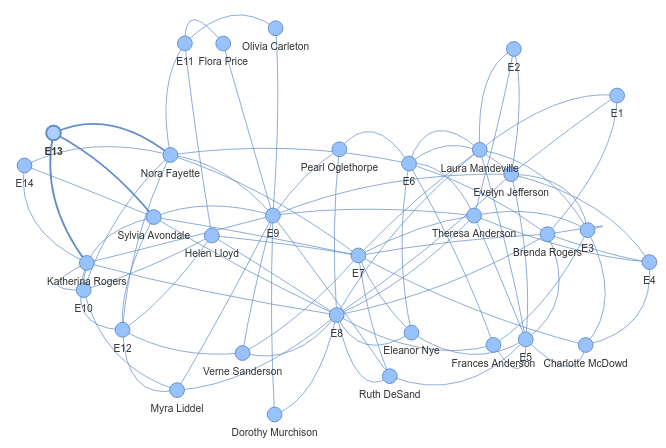 Olivia Carleton
E11
Flora Price
E2
E1
E13
Nora Fayette
Pearl Oglethorpe
E6
Laura Mandeville
E14
Evelyn Jefferson
Sylvia Avondale
E9
Theresa Anderson
Helen Lloyd
Brenda Rogers
E3
Katherina Rogers
E7
E4
E10
E8
E12
Eleanor Nye
E5
Frances Anderson
Charlotte McDowd
Verne Sanderson
Ruth DeSand
Myra Liddel
Dorothy Murchison